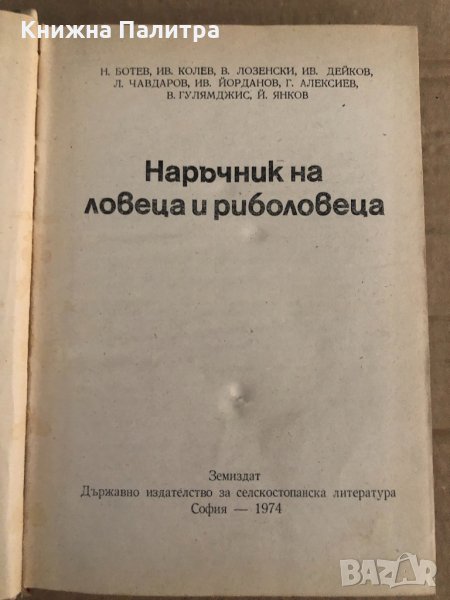 Книжна Палитра
Н. БОТЕВ, ИВ. КОЛЕВ, В. ЛОЗЕНСКИ, ИВ. ДЕЙКОВ,
Л. ЧАВДАРОВ, ИВ. ЙОРДАНОВ, Г. АЛЕКСИЕВ,
В. ГУЛЯМДЖИС, Й. ЯНКОВ
Наръчник на
ловеца и риболовеца
Земиздат
Държавно издателство за селскостопанска литература
София — 1974
BAZAR